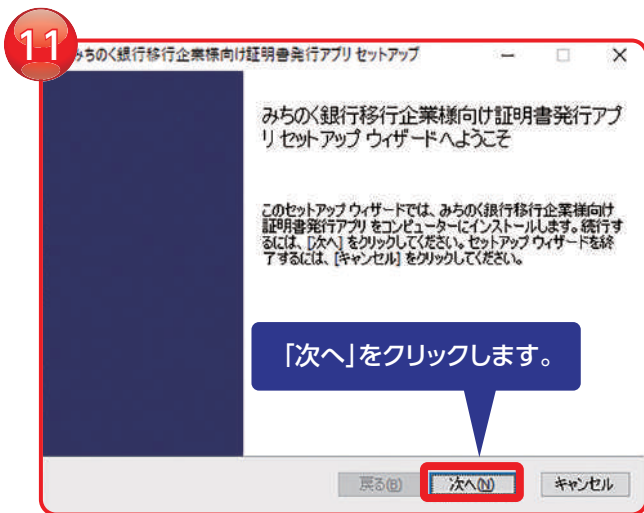 11
みちのく銀行移行企業様向け証明書発行アプリ セットアップ
みちのく銀行移行企業様向け証明書発行アプ
リ セットアップ ウィザードへようこそ
このセットアップ ウィザードでは、みちのく銀行移行企業様向け
証明書発行アプリ をコンピューターにインストールします。続行す
るには、[次へ] をクリックしてください。セットアップ ウィザードを終
了するには、[キャンセル] をクリックしてください。
「次へ」をクリックします。
戻る(B) 次へ(N) キャンセル